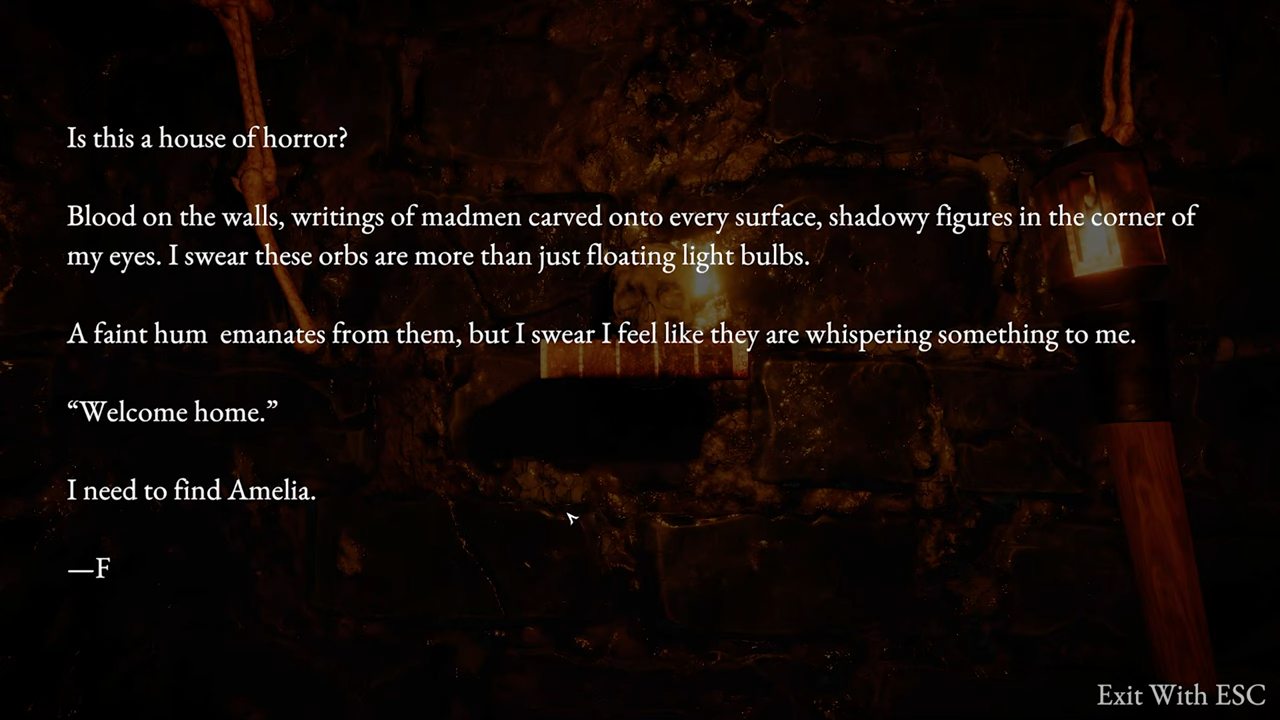 Is this a house of horror?
Blood on the walls, writings of madmen carved onto every surface, shadowy figures in the corner of
my eyes. I swear these orbs are more than just floating light bulbs.
A faint hum  emanates from them, but I swear I feel like they are whispering something to me.
“Welcome home.”
I need to find Amelia.
—F
Exit With ESC